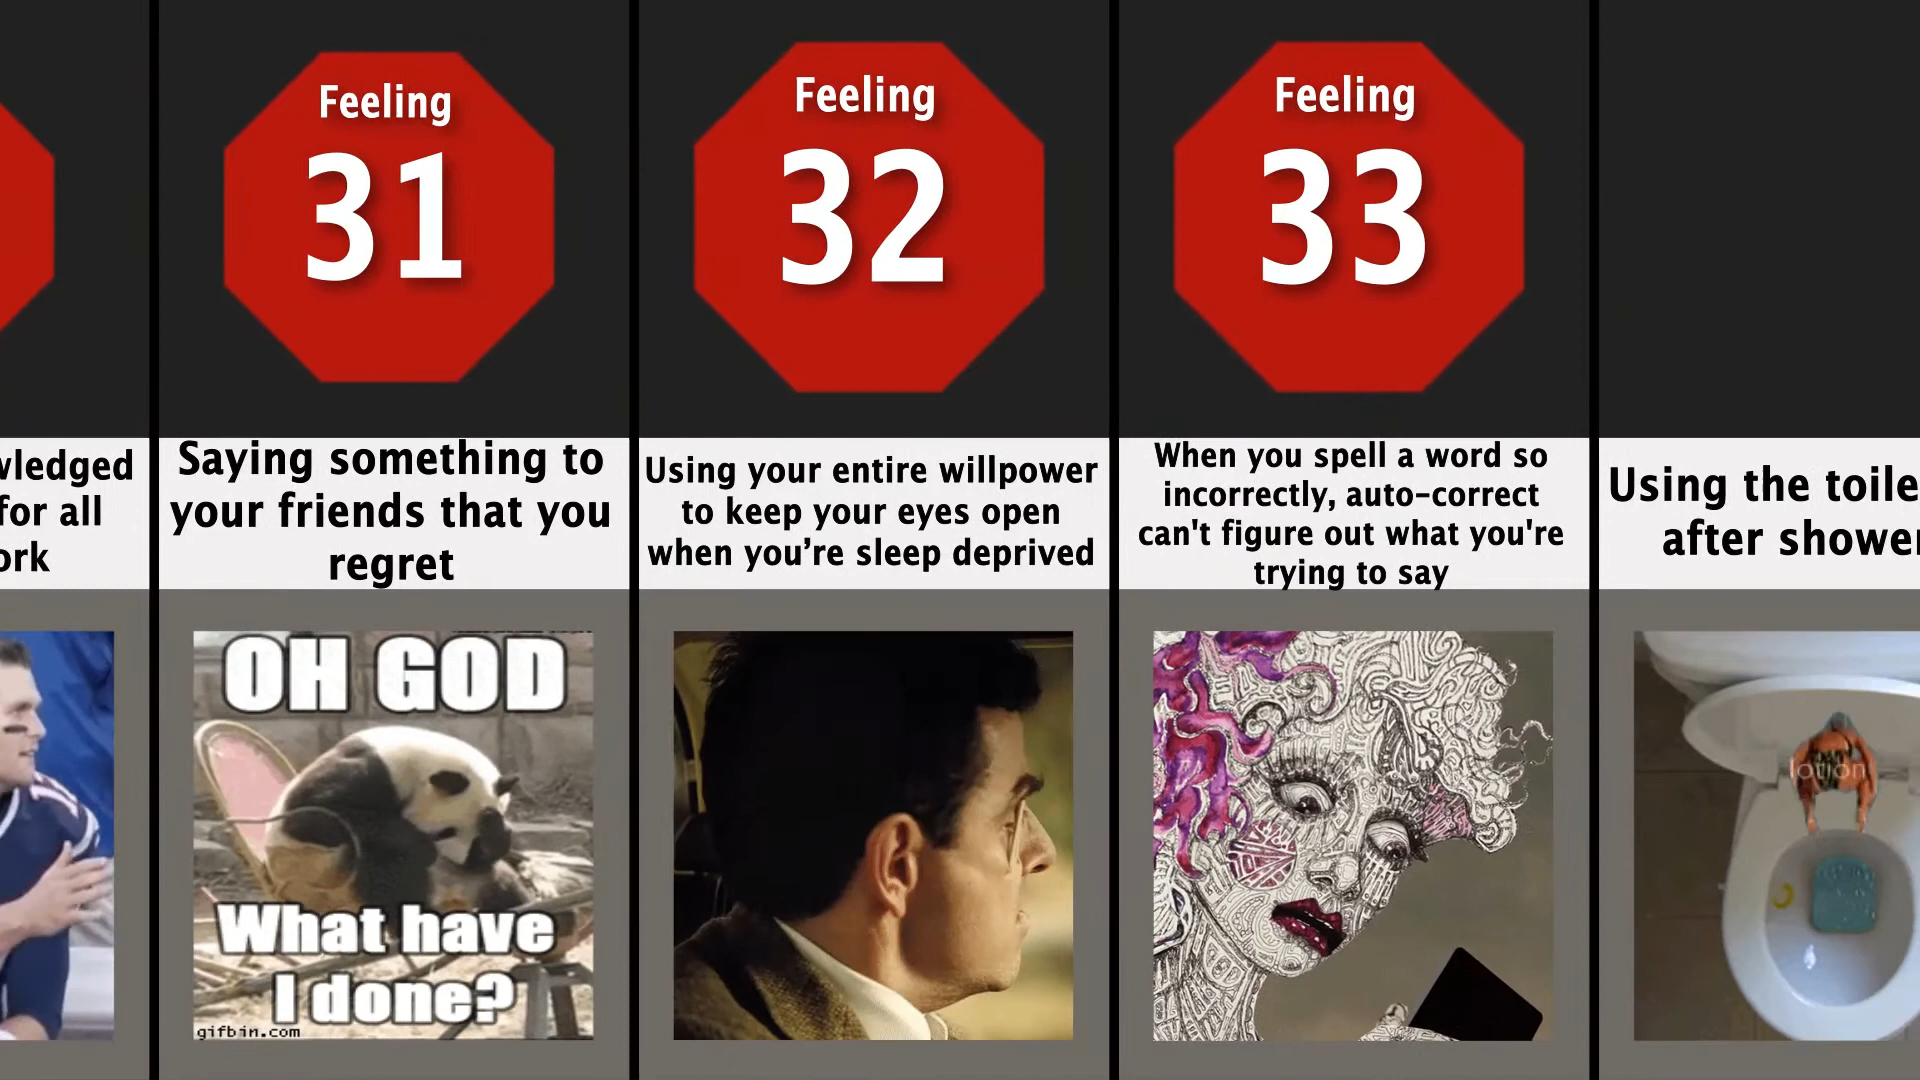 wledged
for all
ork
Feeling
31
Saying something to
your friends that you
regret
OH GOD
What have
I done?
gifbin.com
Feeling
32
Using your entire willpower
to keep your eyes open
when you’re sleep deprived
Feeling
33
When you spell a word so
incorrectly, auto-correct
can't figure out what you're
trying to say
Using the toile
after shower
lotion